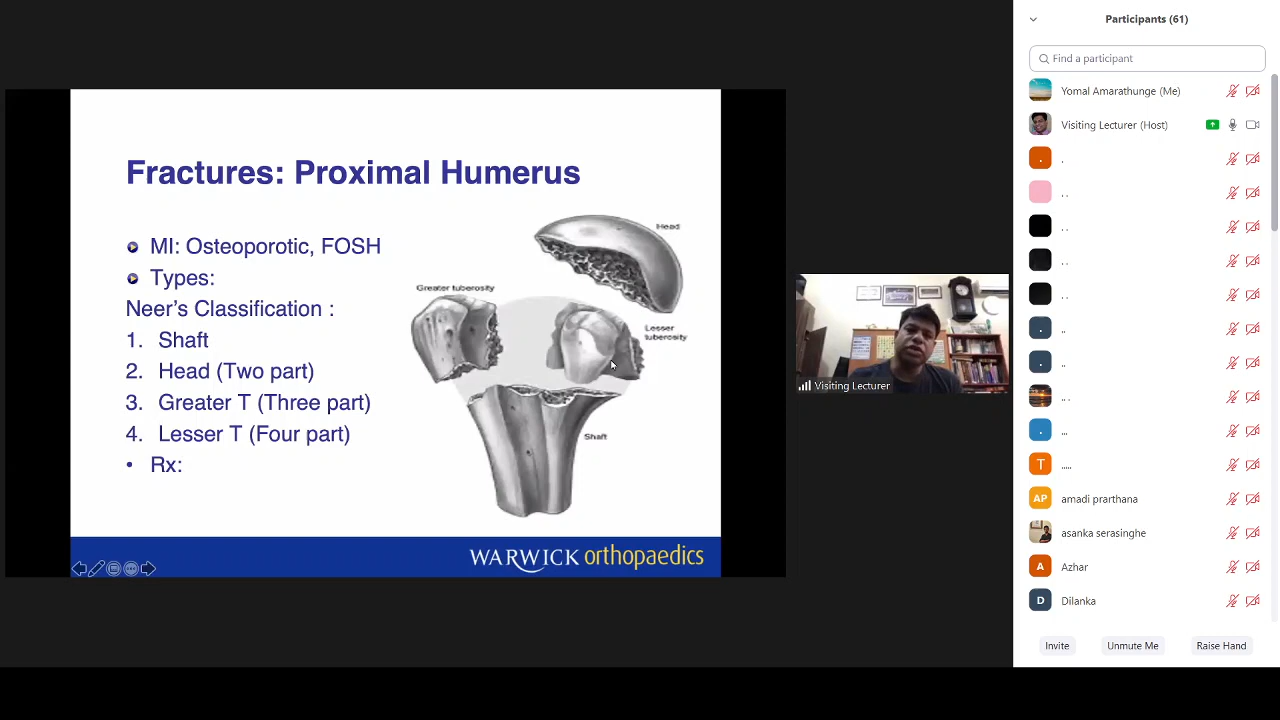 Fractures: Proximal Humerus
MI: Osteoporotic, FOSH
Types:
Neer's Classification :
1. Shaft
2. Head (Two part)
3. Greater T (Three part)
4. Lesser T (Four part)
• Rx:
Head
Greater tuberosity
Lesser
tuberosity
Shaft
WARWICK orthopaedics
Visiting Lecturer
Participants (61)
Find a participant
Yomal Amarathunge (Me)
Visiting Lecturer (Host)
. .
. .
. .
. .
. .
. ..
. ..
.. .
. ...
T .....
AP amadi prarthana
asanka serasinghe
A Azhar
D Dilanka
Invite Unmute Me Raise Hand